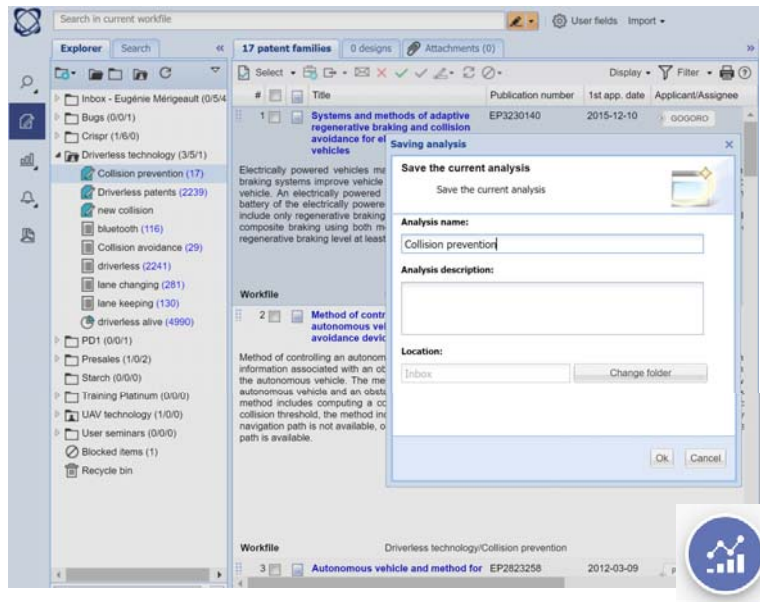 Search in current workfile
User fields Import
Explorer Search
17 patent families 0 designs Attachments (0)
Select
Display Filter
# Title Publication number 1st app. date Applicant/Assignee
Inbox - Eugénie Mérigeault (0/5/4
Bugs (0/0/1)
Crispr (1/6/0)
Driverless technology (3/5/1)
Collision prevention (17)
Driverless patents (2239)
new collision
bluetooth (116)
Collision avoidance (29)
driverless (2241)
lane changing (281)
lane keeping (130)
driverless alive (4990)
PD1 (0/0/1)
Presales (1/0/2)
Starch (0/0/0)
Training Platinum (0/0/0)
UAV technology (1/0/0)
User seminars (0/0/0)
Blocked items (1)
Recycle bin
1 Systems and methods of adaptive EP3230140 2015-12-10 GOGORO
regenerative braking and collision
avoidance for el
vehicles
Electrically powered vehicles ma
braking systems improve vehicle
vehicle. An electrically powered
battery of the electrically powere
include only regenerative braking
composite braking using both m
regenerative braking level at least
Workfile
2 Method of contr
autonomous vel
avoidance devic
Method of controlling an autonom
information associated with an ob
the autonomous vehicle. The me
autonomous vehicle and an obsta
method includes computing a co
collision threshold, the method inc
navigation path is not available, o
path is available.
Workfile Driverless technology/Collision prevention
3 Autonomous vehicle and method for EP2823258 2012-03-09
Saving analysis
Save the current analysis
Save the current analysis
Analysis name:
Collision prevention
Analysis description:
Location:
Inbox Change folder
Ok Cancel